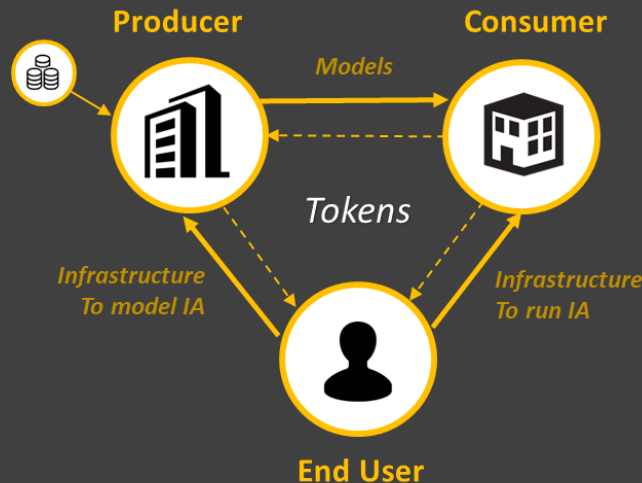 Producer
Consumer
Models
Tokens
Infrastructure
To model IA
Infrastructure
To run IA
End User